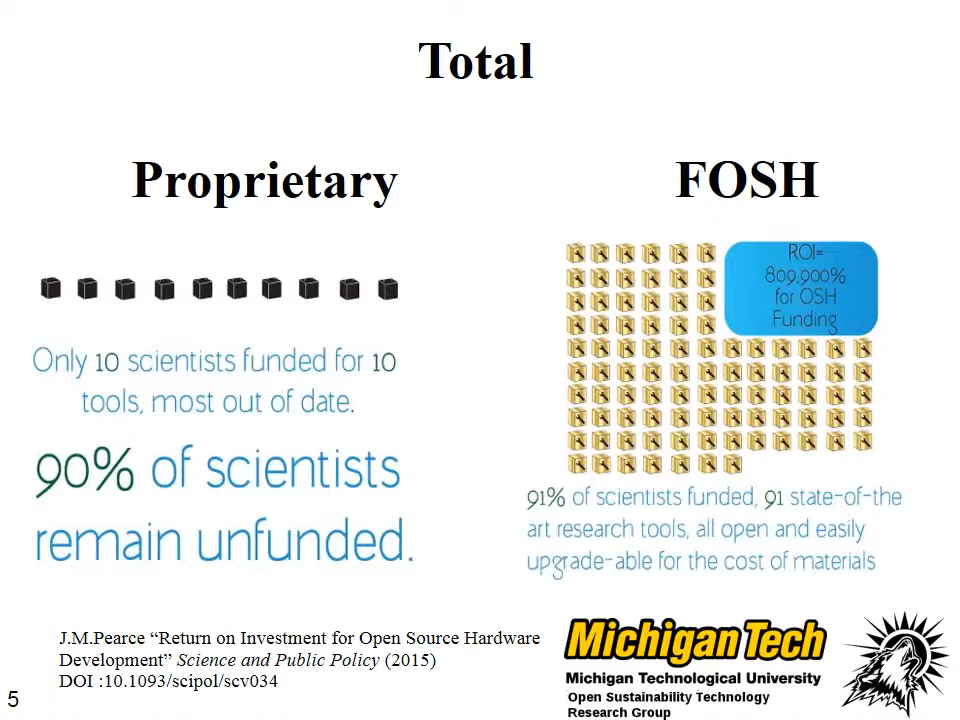 Total
Proprietary
FOSH
Only 10 scientists funded for 10
tools, most out of date.
90% of scientists
remain unfunded.
ROI=
809,900%
for OSH
Funding
91% of scientists funded, 91 state-of-the
art research tools, all open and easily
upgrade-able for the cost of materials
J.M.Pearce “Return on Investment for Open Source Hardware
Development” Science and Public Policy (2015)
DOI :10.1093/scipol/scv034
Michigan Tech
Michigan Technological University
Open Sustainability Technology
Research Group
5